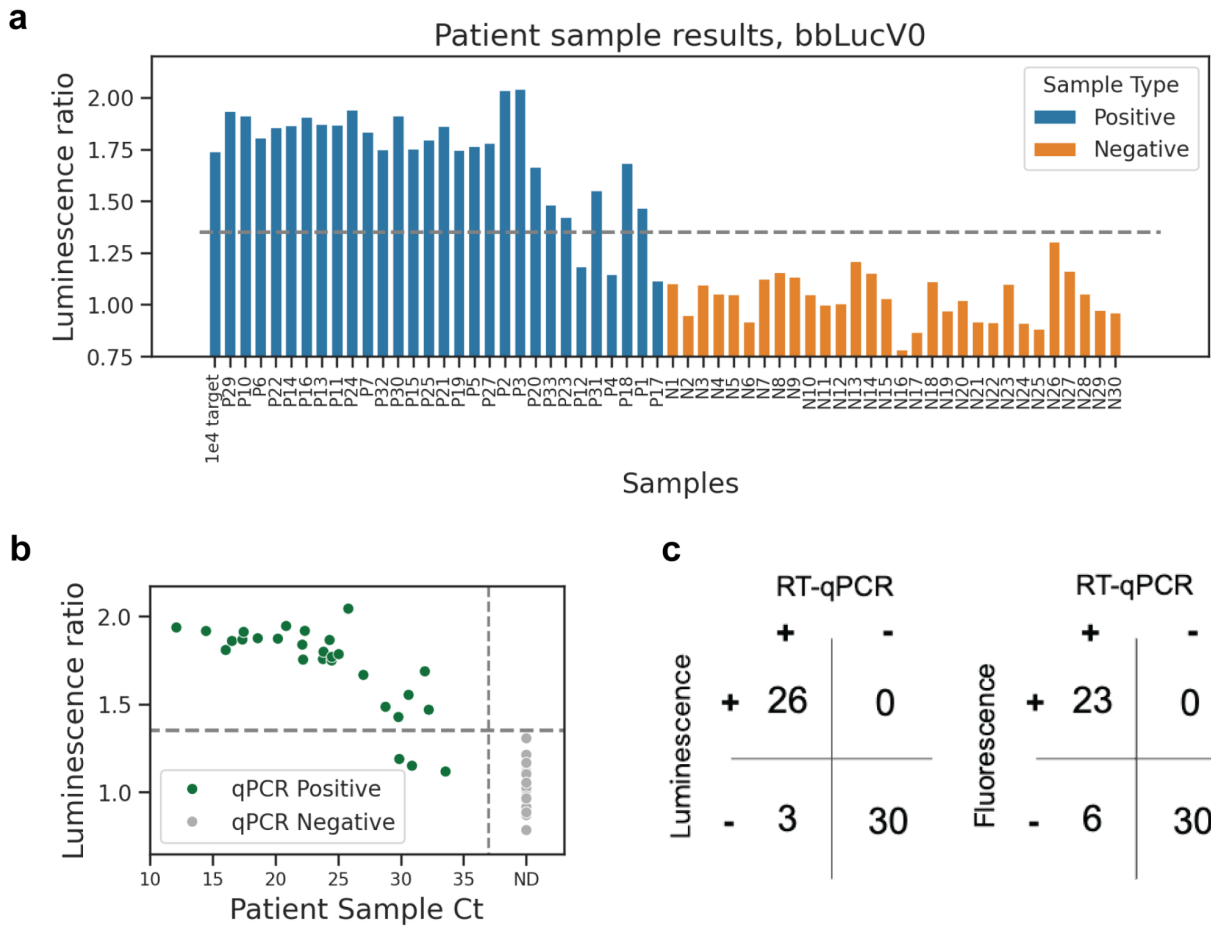 a
Patient sample results, bbLucV0
Luminescence ratio
2.00
1.75
1.50
1.25
1.00
0.75
Sample Type
Positive
Negative
1e4 target P29 P10 P6 P22 P14 P16 P13 P11 P24 P7 P32 P30 P15 P25 P21 P19 P5 P27 P2 P3 P20 P33 P23 P12 P31 P4 P18 P1 P17 N1 N2 N3 N4 N5 N6 N7 N8 N9 N10 N11 N12 N13 N14 N15 N16 N17 N18 N19 N20 N21 N22 N23 N24 N25 N26 N27 N28 N29 N30
Samples
b
Luminescence ratio
2.0
1.5
1.0
qPCR Positive
qPCR Negative
10 15 20 25 30 35 ND
Patient Sample Ct
c
RT-qPCR
+ -
Luminescence
+ 26 0
- 3 30
RT-qPCR
+ -
Fluorescence
+ 23 0
- 6 30